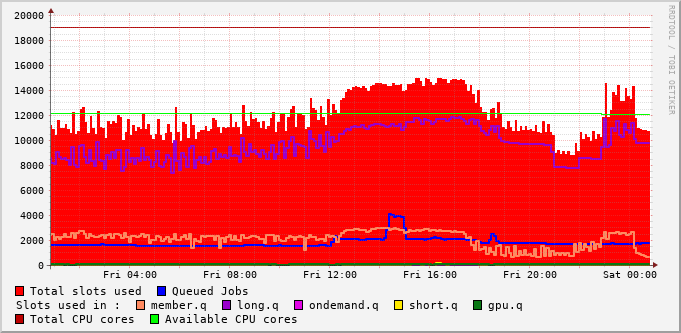 20000
18000
16000
14000
12000
10000
8000
6000
4000
2000
0
Fri 04:00 Fri 08:00 Fri 12:00 Fri 16:00 Fri 20:00 Sat 00:00
Total slots used Queued Jobs
Slots used in : member.q long.q ondemand.q short.q gpu.q
Total CPU cores Available CPU cores
RRDTOOL / TOBI OETIKER